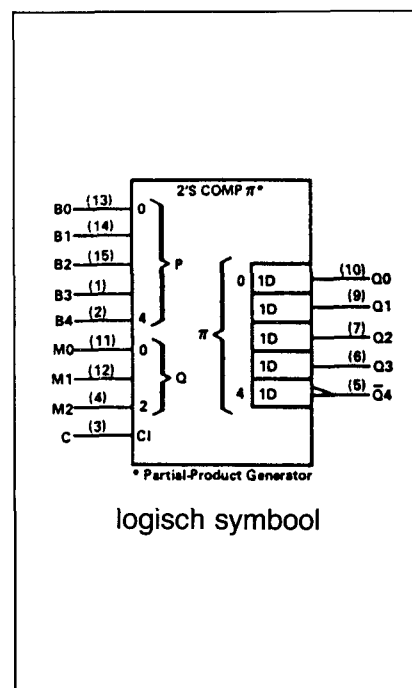 2'S COMP π*
B0 (13) 0
B1 (14)
B2 (15) P
B3 (1)
B4 (2) 4
M0 (11) 0
M1 (12) Q
M2 (4) 2
C (3) CI
π
0 1D (10) Q0
1D (9) Q1
1D (7) Q2
1D (6) Q3
4 1D (5) Q̅4
* Partial-Product Generator
logisch symbool